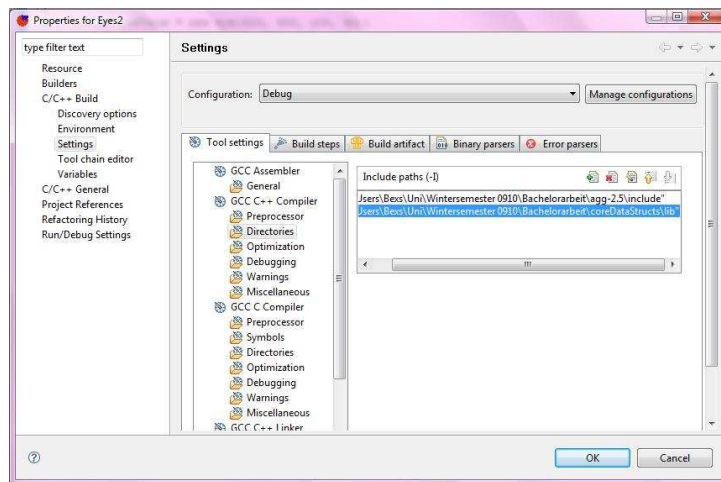 Properties for Eyes2
type filter text
Resource
Builders
C/C++ Build
Discovery options
Environment
Settings
Tool chain editor
Variables
C/C++ General
Project References
Refactoring History
Run/Debug Settings
Settings
Configuration: Debug
Manage configurations
Tool settings
Build steps
Build artifact
Binary parsers
Error parsers
GCC Assembler
General
GCC C++ Compiler
Preprocessor
Directories
Optimization
Debugging
Warnings
Miscellaneous
GCC C Compiler
Preprocessor
Symbols
Directories
Optimization
Debugging
Warnings
Miscellaneous
GCC C++ Linker
Include paths (-I)
Jsers\Bexs\Uni\Wintersemester 0910\Bachelorarbeit\agg-2.5\include"
Jsers\Bexs\Uni\Wintersemester 0910\Bachelorarbeit\coreDataStructs\lib"
OK
Cancel